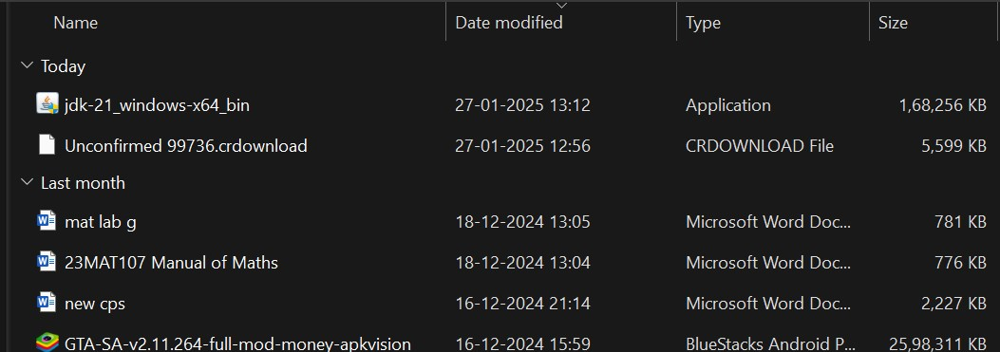 Name Date modified Type Size
Today
jdk-21_windows-x64_bin 27-01-2025 13:12 Application 1,68,256 KB
Unconfirmed 99736.crdownload 27-01-2025 12:56 CRDOWNLOAD File 5,599 KB
Last month
mat lab g 18-12-2024 13:05 Microsoft Word Doc... 781 KB
23MAT107 Manual of Maths 18-12-2024 13:04 Microsoft Word Doc... 776 KB
new cps 16-12-2024 21:14 Microsoft Word Doc... 2,227 KB
GTA-SA-v2.11.264-full-mod-money-apkvision 16-12-2024 15:59 BlueStacks Android P... 25,98,311 KB